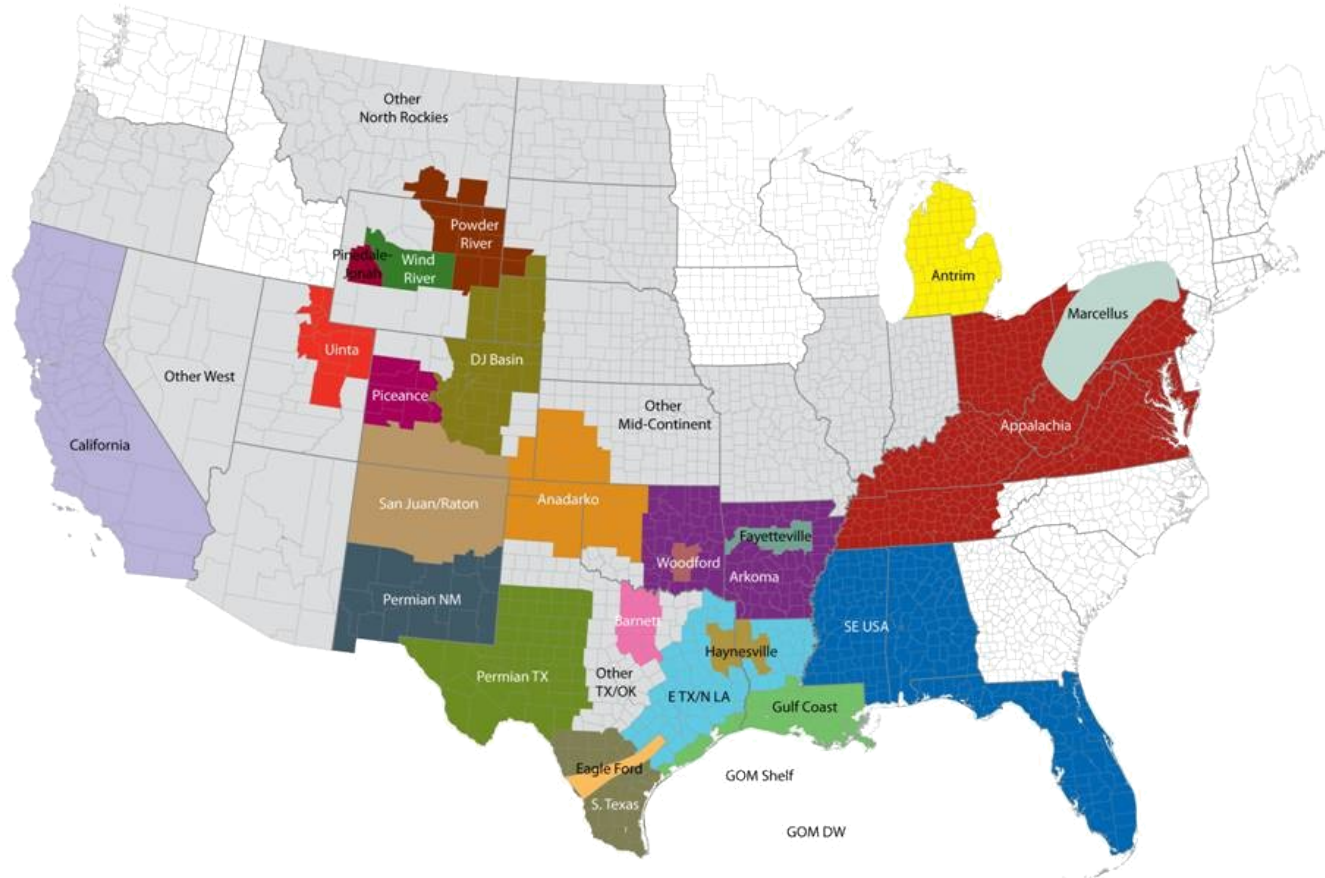 Other
North Rockies
Powder
River
Pinedale-
Jonah
Wind
River
Antrim
Marcellus
Uinta
DJ Basin
Other West
Piceance
Other
Mid-Continent
Appalachia
California
San Juan/Raton
Anadarko
Fayetteville
Woodford
Arkoma
Permian NM
Barnett
SE USA
Haynesville
Permian TX
Other
TX/OK
E TX/N LA
Gulf Coast
Eagle Ford
GOM Shelf
S. Texas
GOM DW